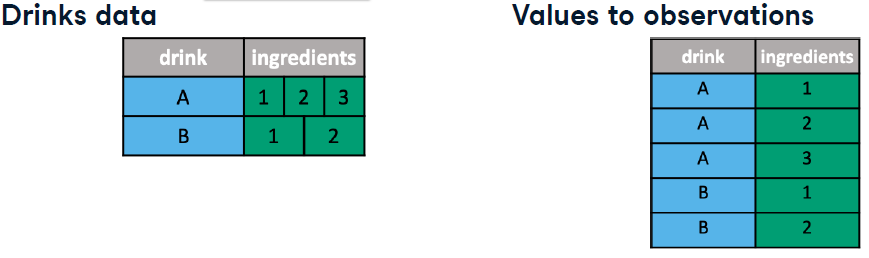 Drinks data
drink ingredients
A 1 2 3
B 1 2
Values to observations
drink ingredients
A 1
A 2
A 3
B 1
B 2